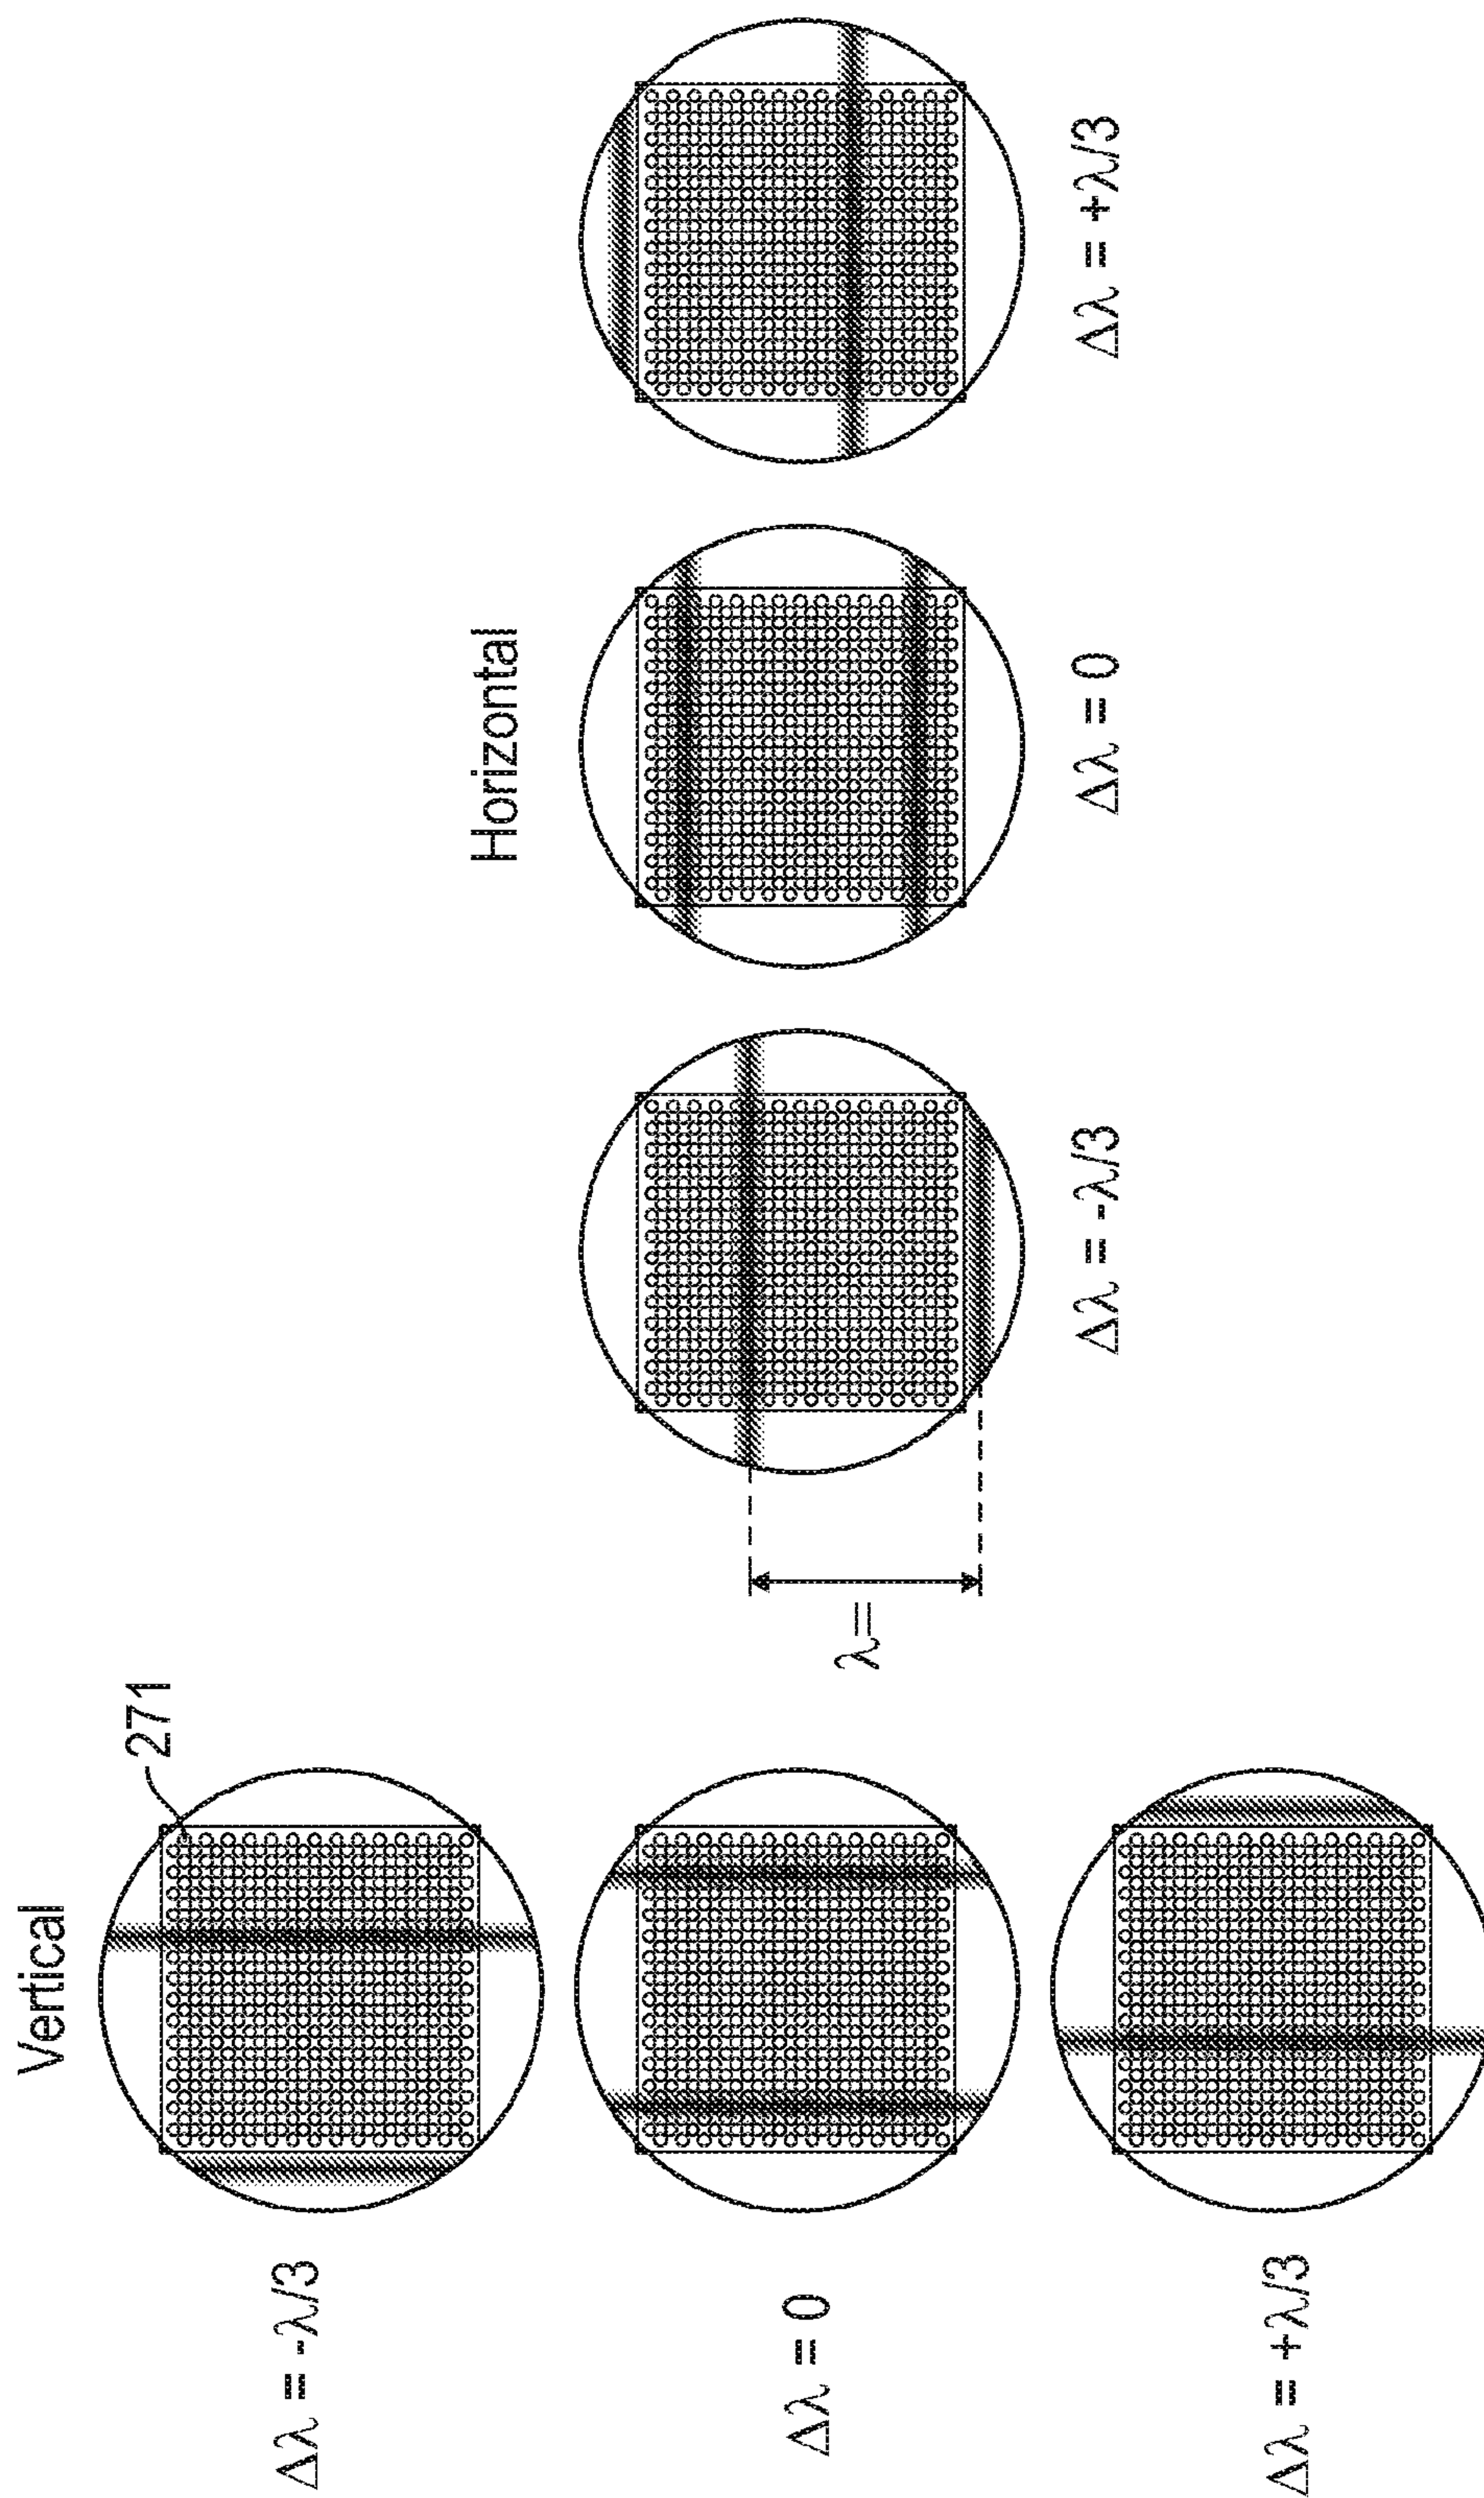 Vertical
271
Δλ = -λ/3
Δλ = 0
Δλ = +λ/3
λ=
Horizontal
Δλ = -λ/3
Δλ = 0
Δλ = +λ/3